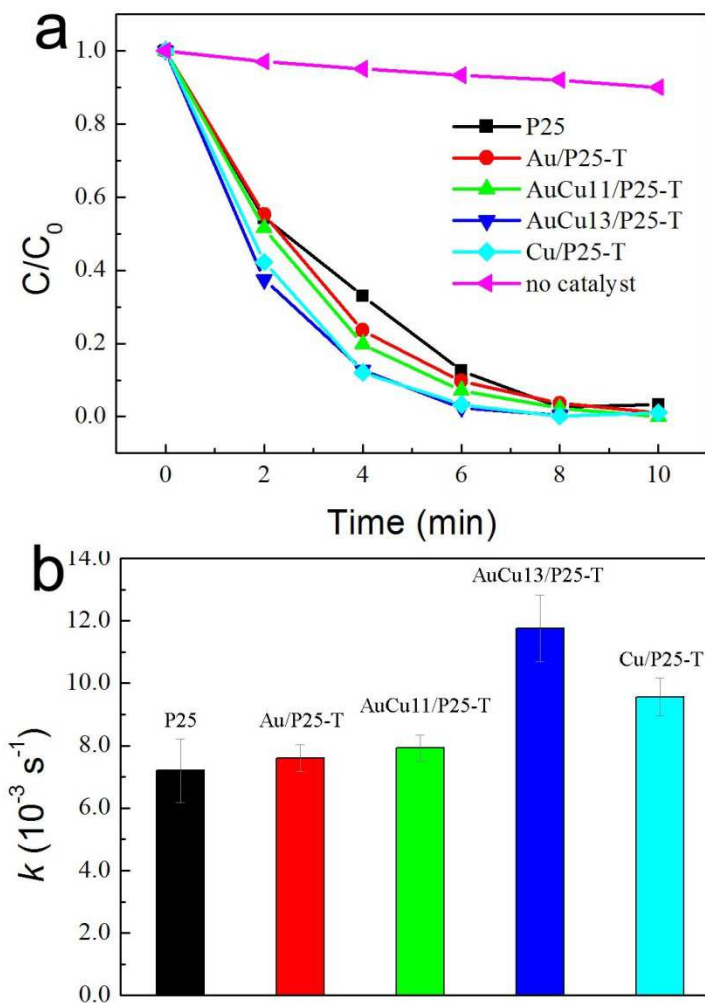 a
C/C₀
1.0
0.8
0.6
0.4
0.2
0.0
P25
Au/P25-T
AuCu11/P25-T
AuCu13/P25-T
Cu/P25-T
no catalyst
0 2 4 6 8 10
Time (min)
b
k (10⁻³ s⁻¹)
14.0
12.0
10.0
8.0
6.0
4.0
2.0
0.0
P25
Au/P25-T
AuCu11/P25-T
AuCu13/P25-T
Cu/P25-T